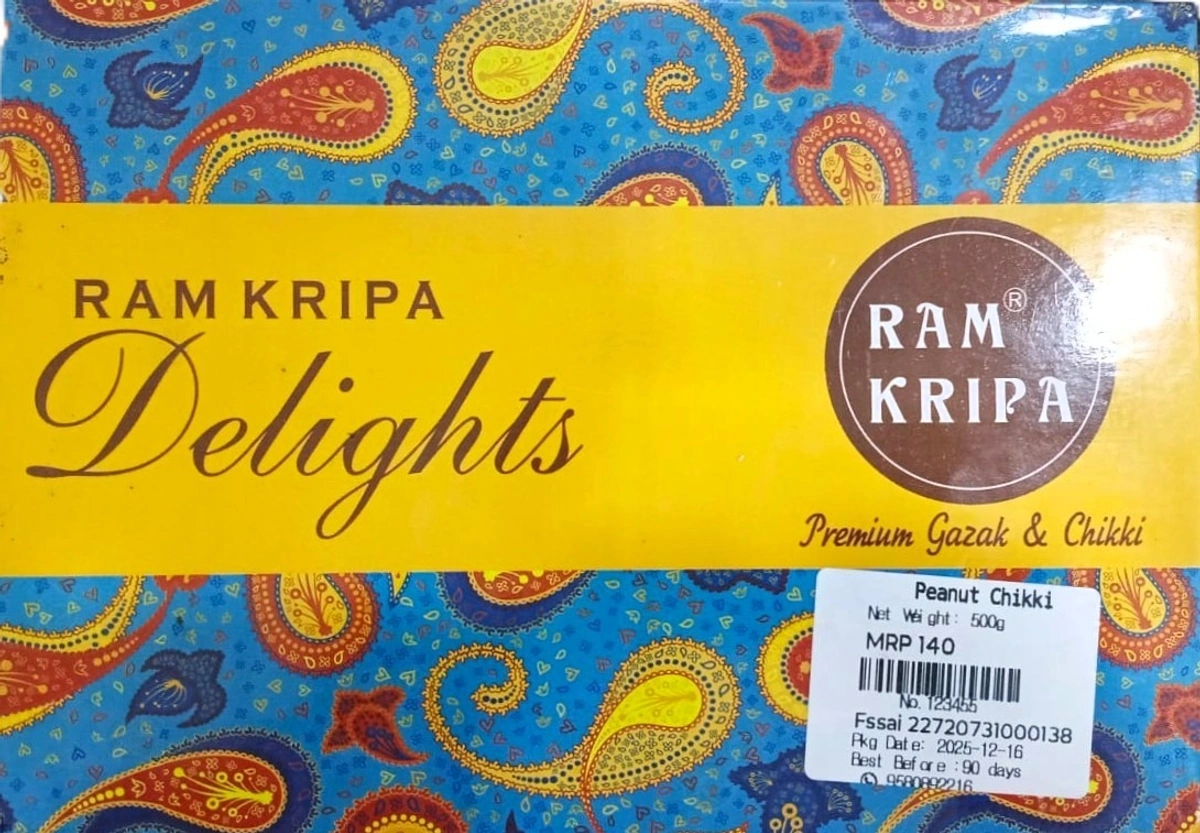 RAM KRIPA
Delights
RAM®
KRIPA
Premium Gazak & Chikki
Peanut Chikki
Net Weight: 500g
MRP 140
No. 123455
Fssai 22720731000138
Pkg Date: 2025-12-16
Best Before :90 days
9580892216